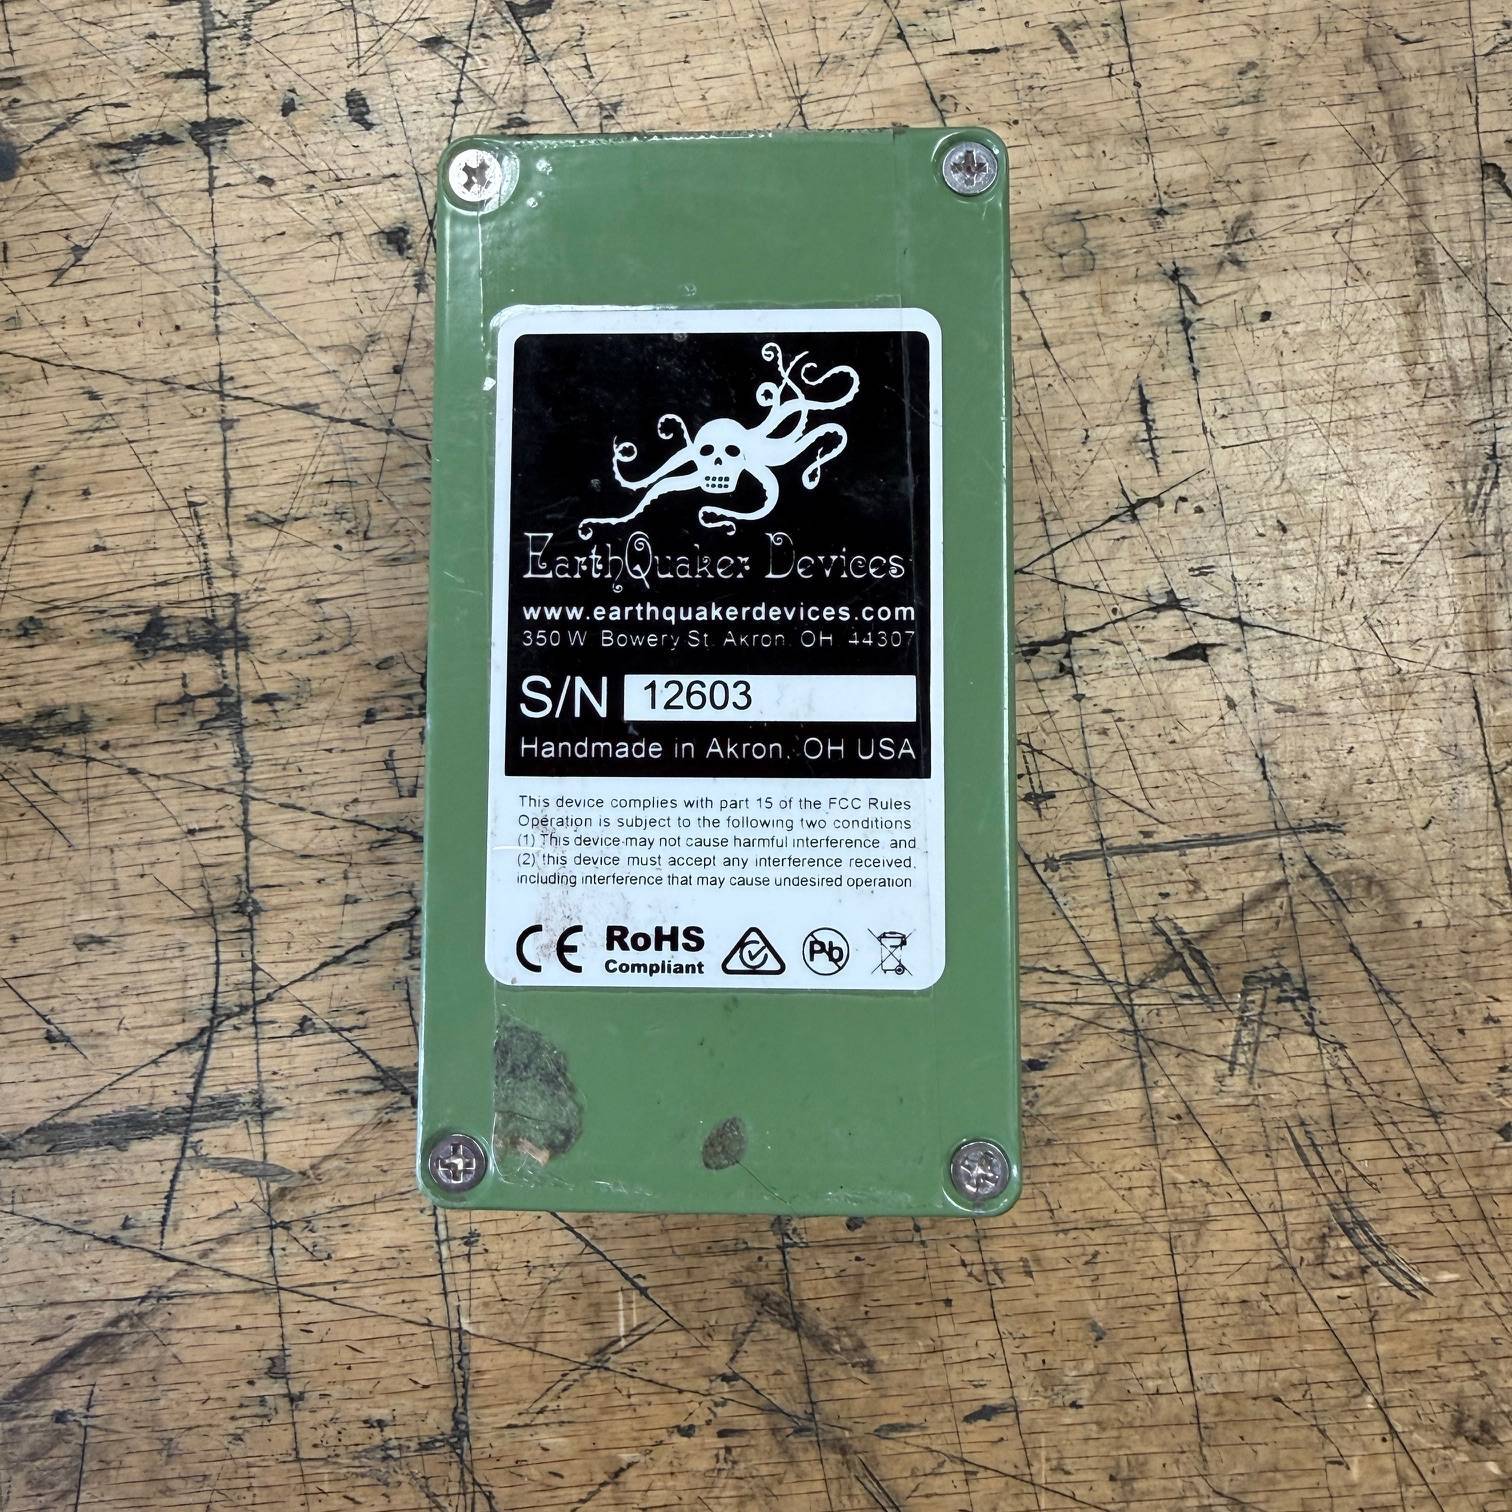 EarthQuaker Devices
www.earthquakerdevices.com
350 W Bowery St. Akron OH 44307
S/N 12603
Handmade in Akron, OH USA
This device complies with part 15 of the FCC Rules
Operation is subject to the following two conditions
(1) This device may not cause harmful interference, and
(2) this device must accept any interference received,
including interference that may cause undesired operation
CE RoHS
Compliant
Pb